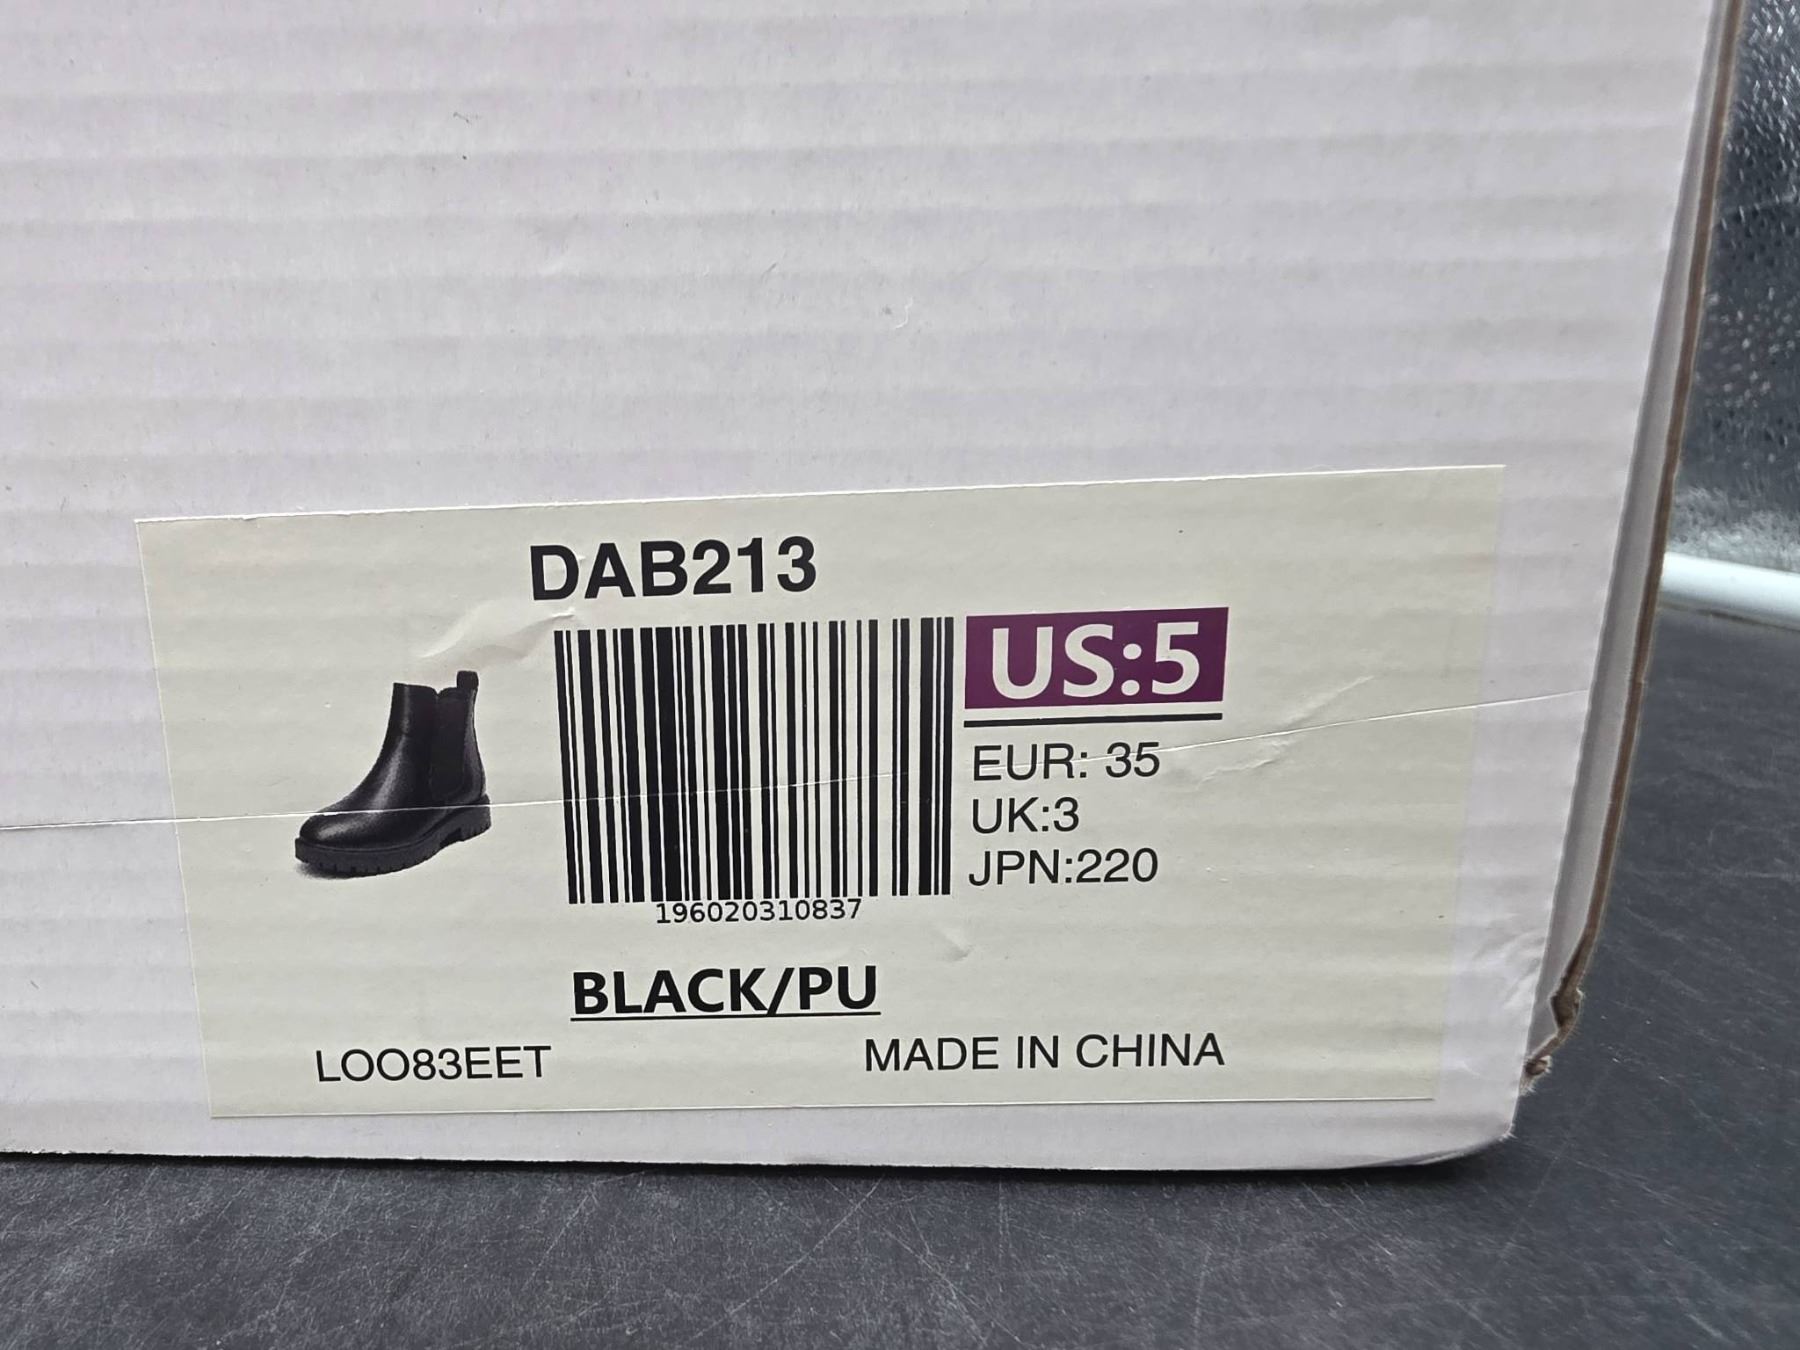 DAB213
US:5
EUR: 35
UK:3
JPN:220
196020310837
BLACK/PU
LOO83EET
MADE IN CHINA